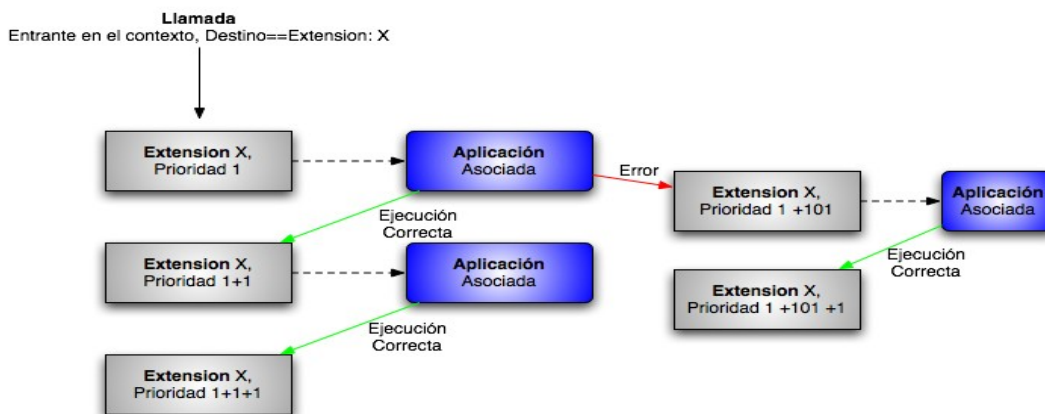 Llamada
Entrante en el contexto, Destino==Extension: X
Extension X,
Prioridad 1
Aplicación
Asociada
Error
Extension X,
Prioridad 1 +101
Aplicación
Asociada
Ejecución
Correcta
Extension X,
Prioridad 1+1
Aplicación
Asociada
Ejecución
Correcta
Extension X,
Prioridad 1 +101 +1
Ejecución
Correcta
Extension X,
Prioridad 1+1+1